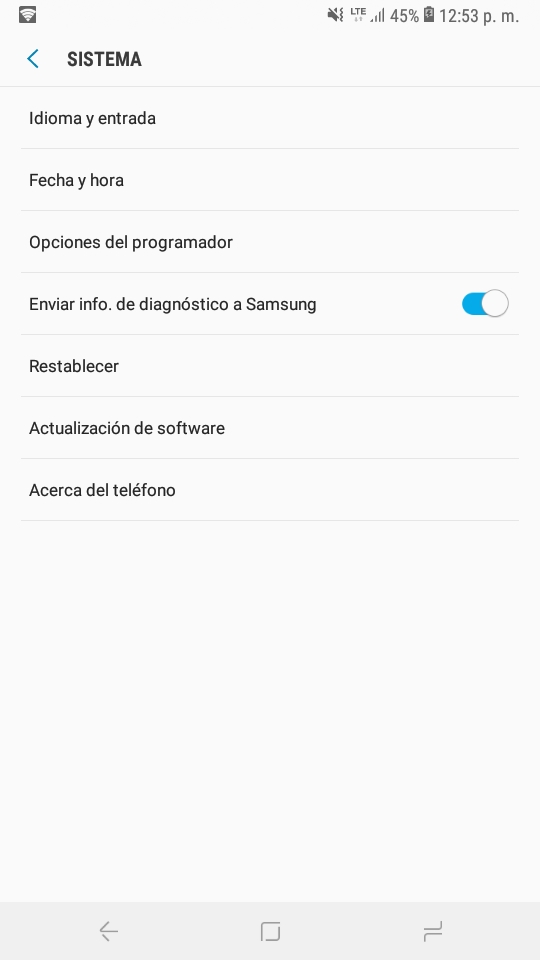 LTE 45% 12:53 p. m.
SISTEMA
Idioma y entrada
Fecha y hora
Opciones del programador
Enviar info. de diagnóstico a Samsung
Restablecer
Actualización de software
Acerca del teléfono